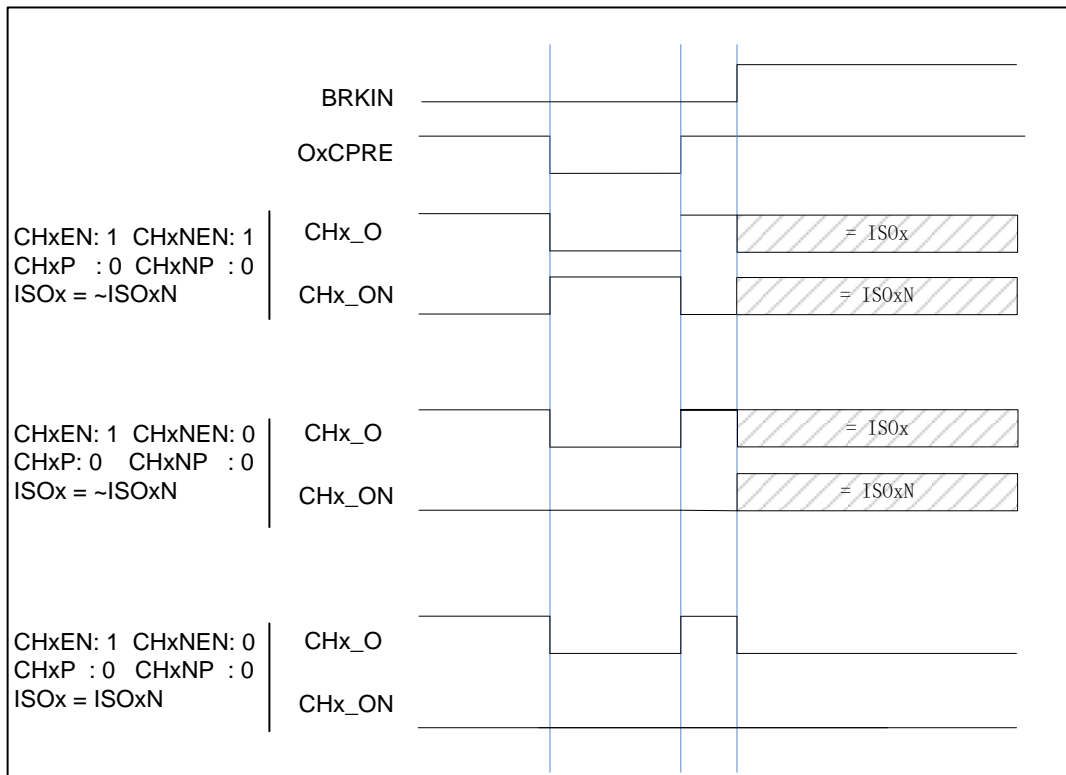 BRKIN
OxCPRE
CHxEN: 1 CHxNEN: 1
CHxP : 0 CHxNP : 0
ISOx = ~ISOxN
CHx_O
= ISOx
CHx_ON
= ISOxN
CHxEN: 1 CHxNEN: 0
CHxP: 0 CHxNP : 0
ISOx = ~ISOxN
CHx_O
= ISOx
CHx_ON
= ISOxN
CHxEN: 1 CHxNEN: 0
CHxP : 0 CHxNP : 0
ISOx = ISOxN
CHx_O
CHx_ON